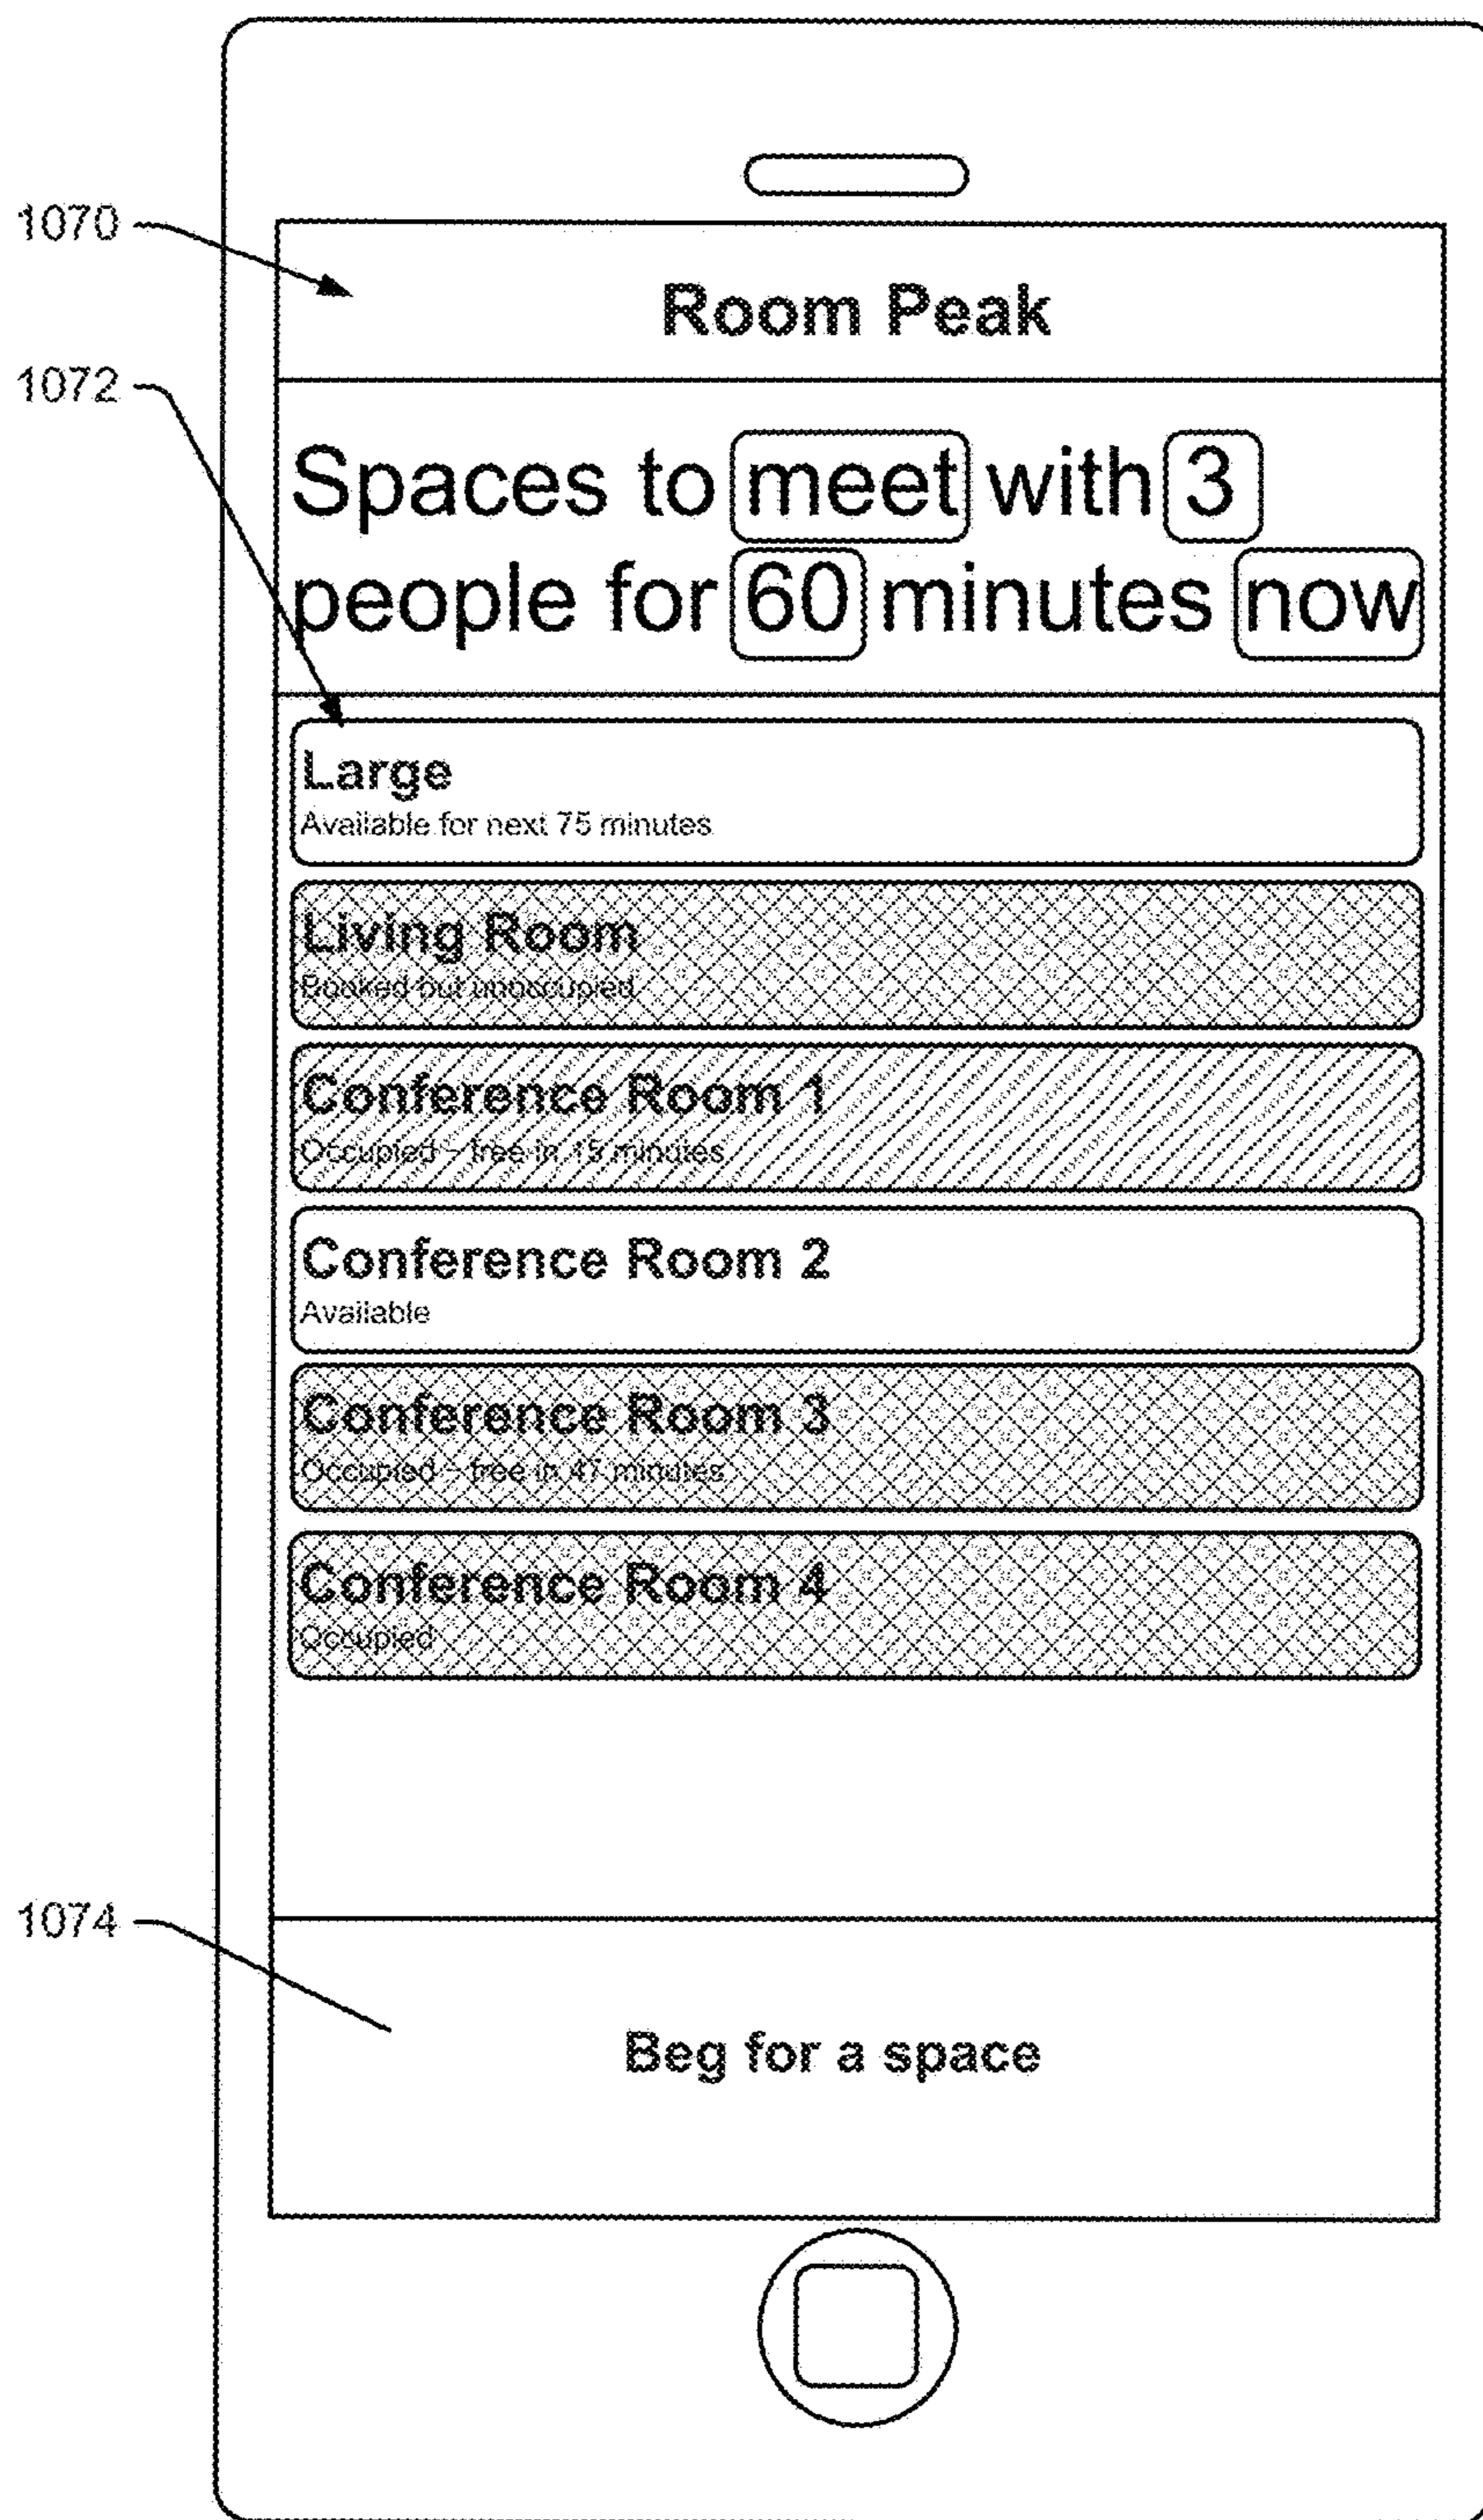 1070
Room Peak
1072
Spaces to meet with 3
people for 60 minutes now
Large
Available for next 75 minutes
Living Room
Booked but unoccupied
Conference Room 1
Occupied – free in 15 minutes
Conference Room 2
Available
Conference Room 3
Occupied – free in 47 minutes
Conference Room 4
Occupied
1074
Beg for a space